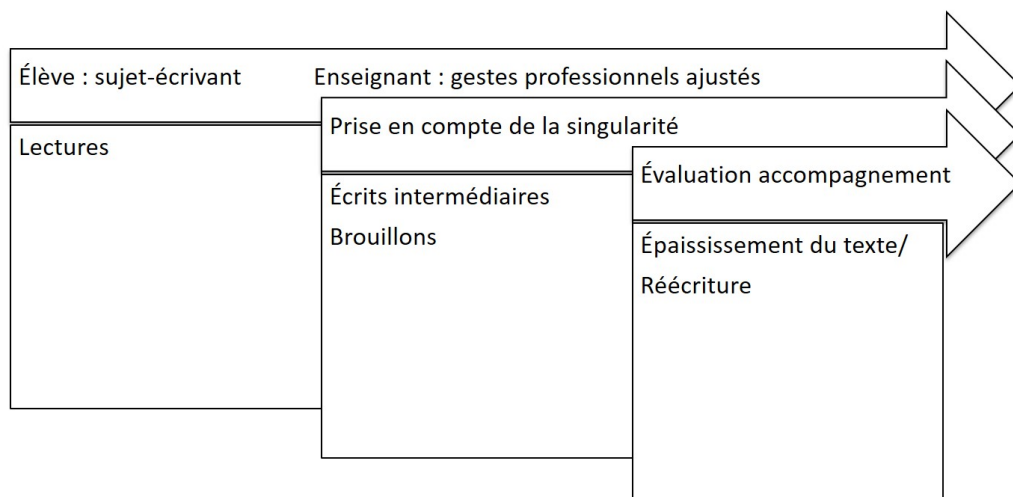 Élève : sujet-écrivant Enseignant : gestes professionnels ajustés
Prise en compte de la singularité
Lectures
Évaluation accompagnement
Écrits intermédiaires
Brouillons
Épaississement du texte/
Réécriture